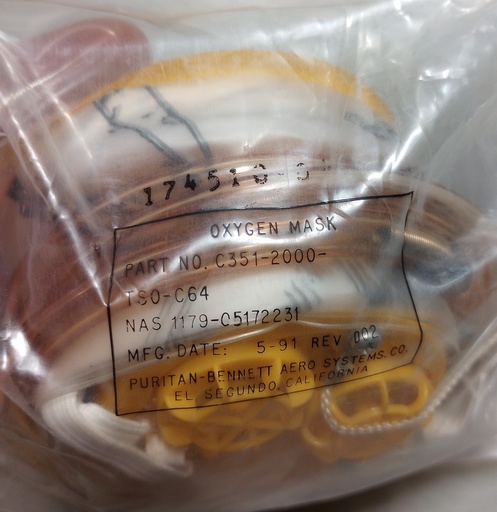 174510-5
OXYGEN MASK
PART NO. C351-2000-
TSO-C64
NAS 1179-C5172231
MFG. DATE: 5-91 REV 002
PURITAN-BENNETT AERO SYSTEMS CO.
EL SEGUNDO, CALIFORNIA